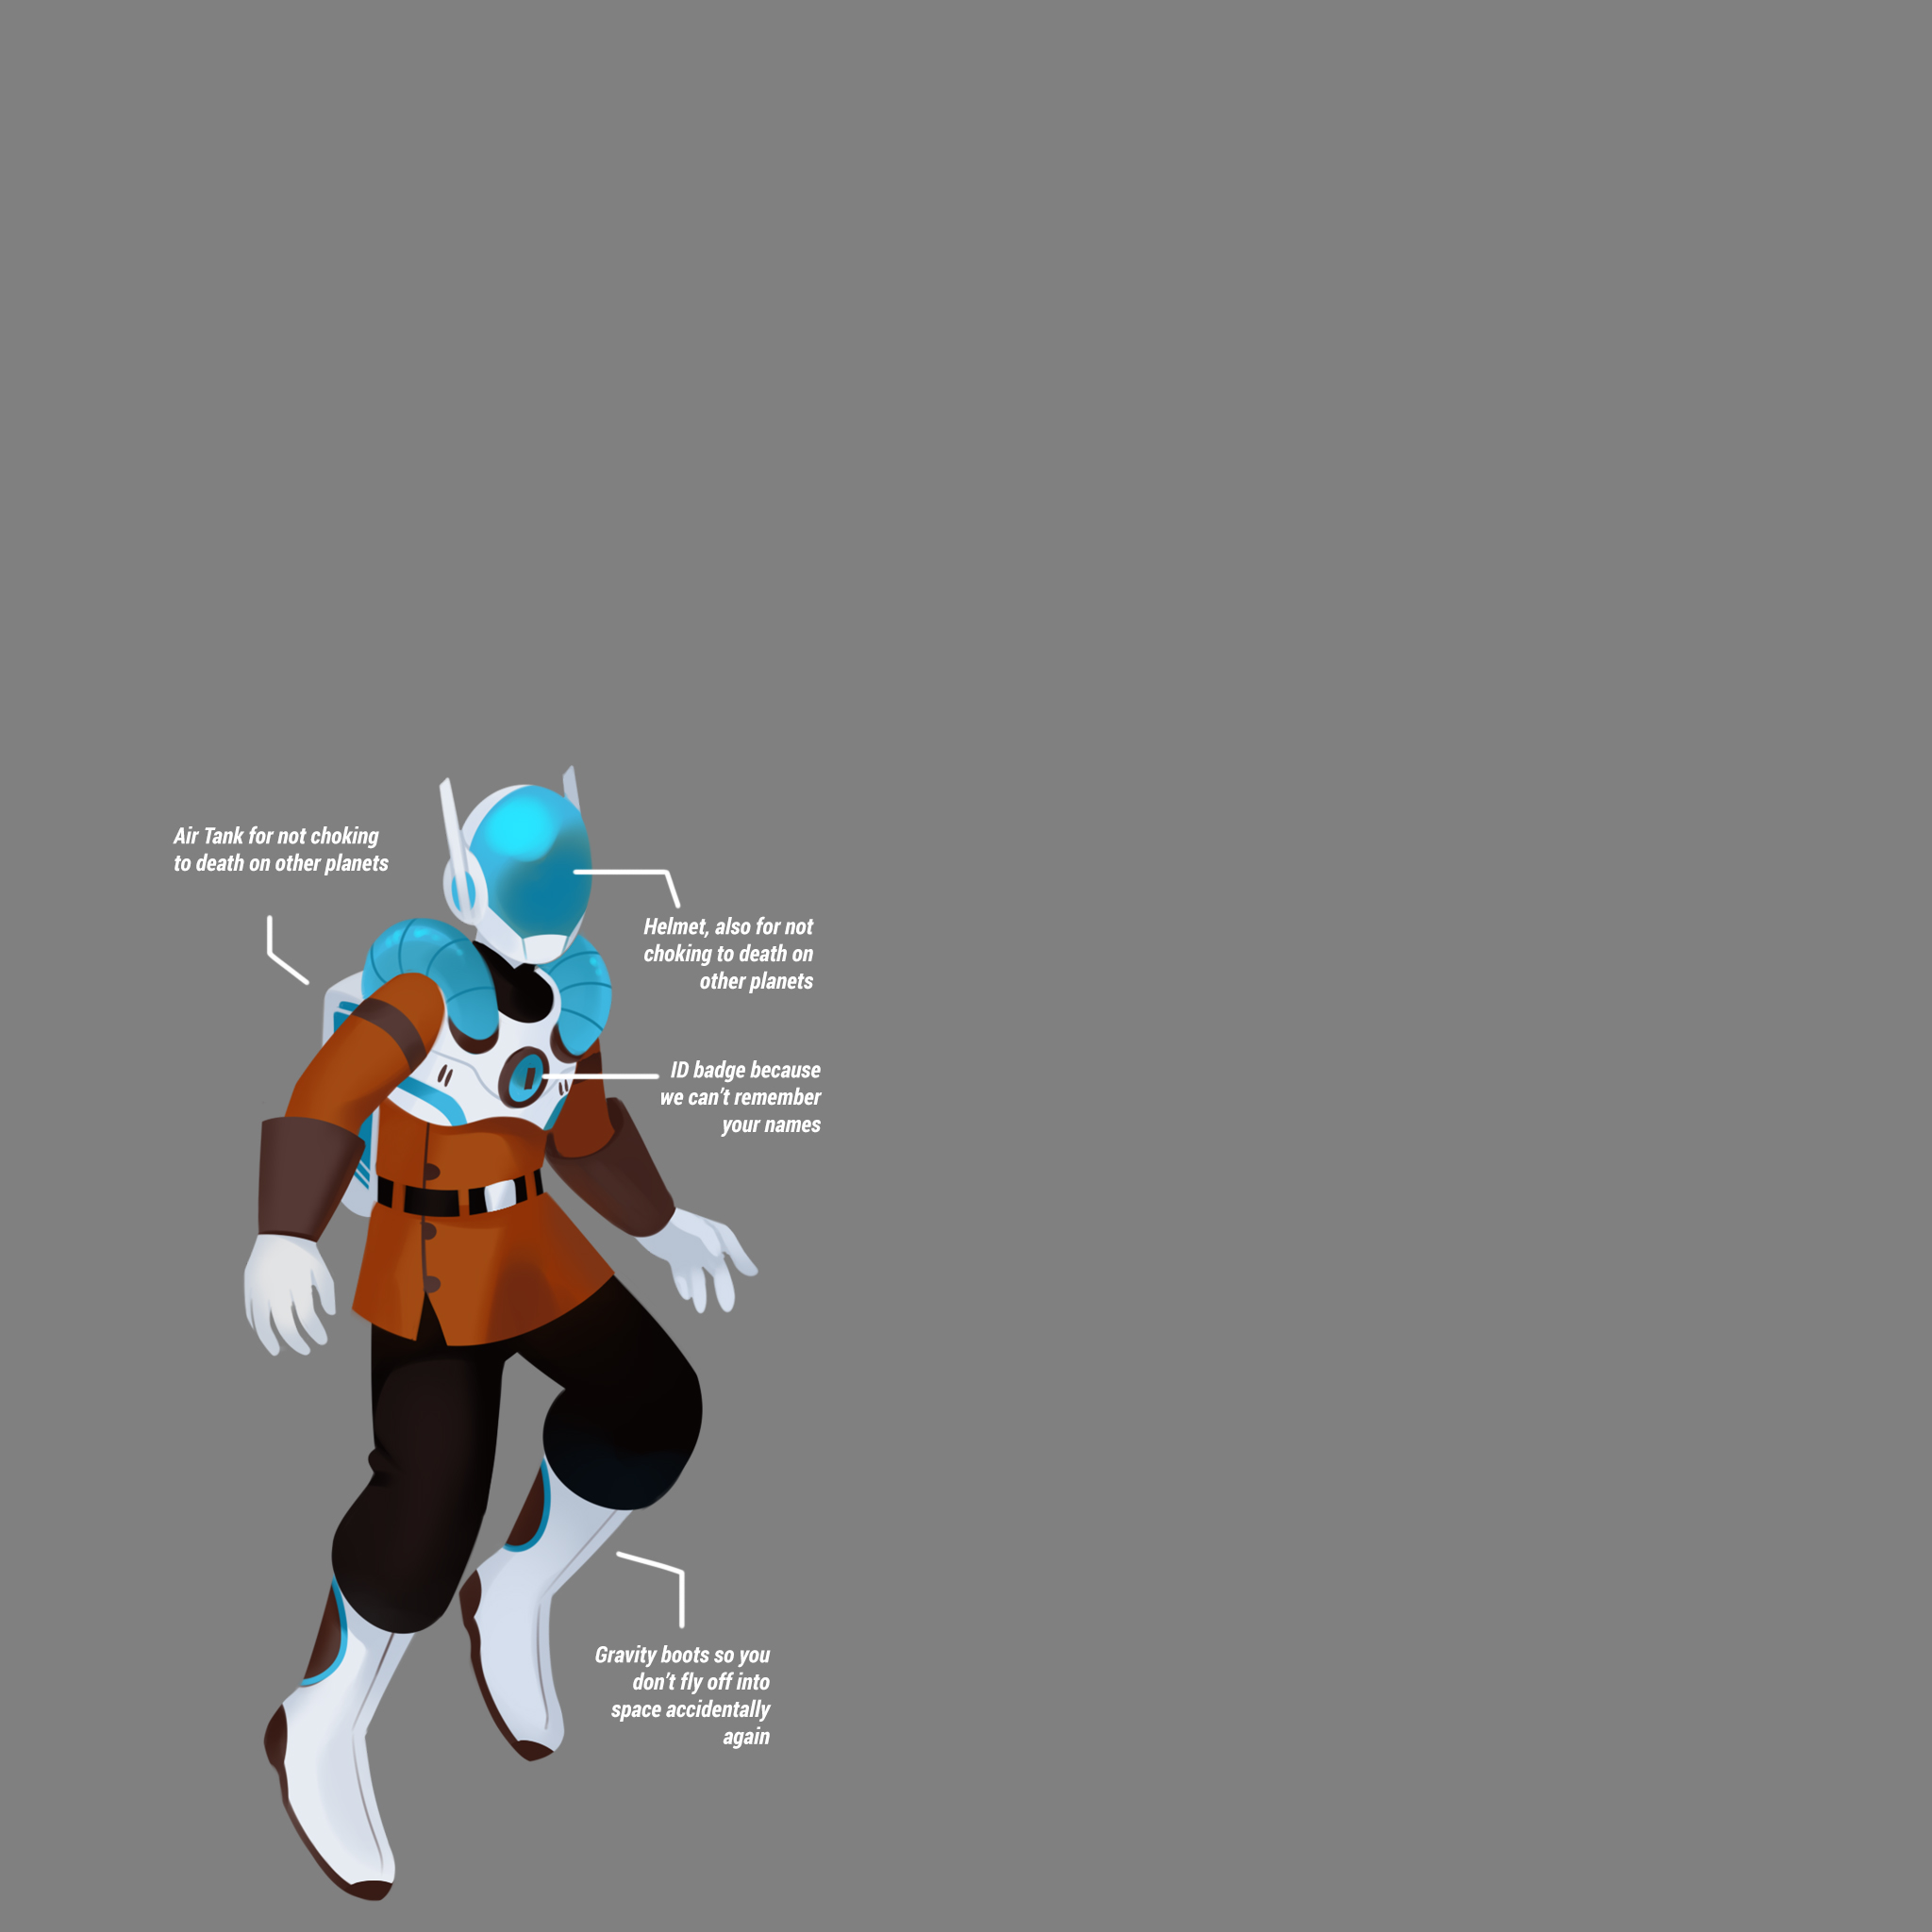 Air Tank for not choking
to death on other planets
Helmet, also for not
choking to death on
other planets
ID badge because
we can't remember
your names
Gravity boots so you
don't fly off into
space accidentally
again